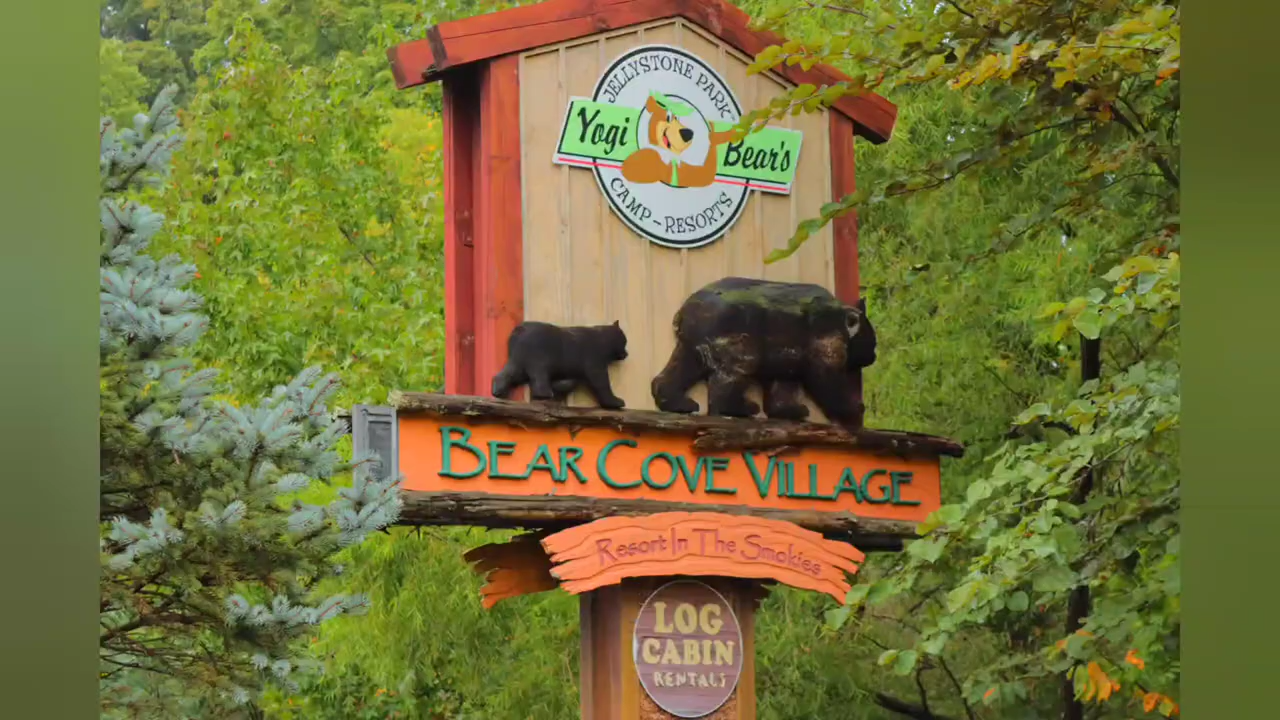 JELLYSTONE PARK
Yogi Bear's
CAMP-RESORTS
BEAR COVE VILLAGE
Resort In The Smokies
LOG
CABIN
RENTALS